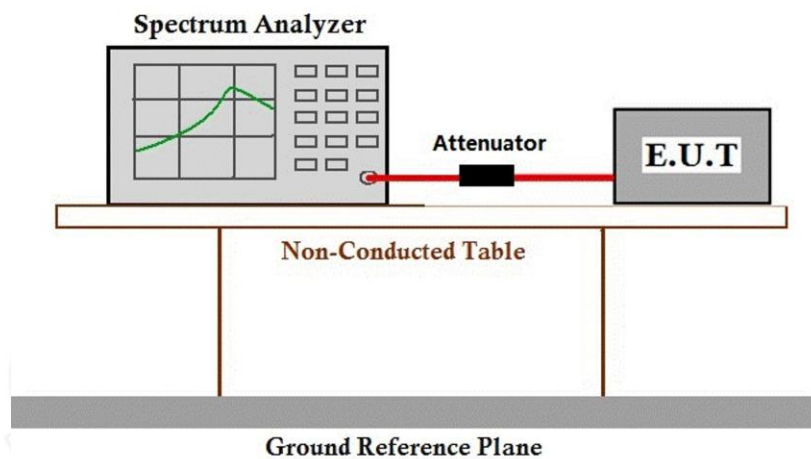 Spectrum Analyzer
Attenuator
E.U.T
Non-Conducted Table
Ground Reference Plane